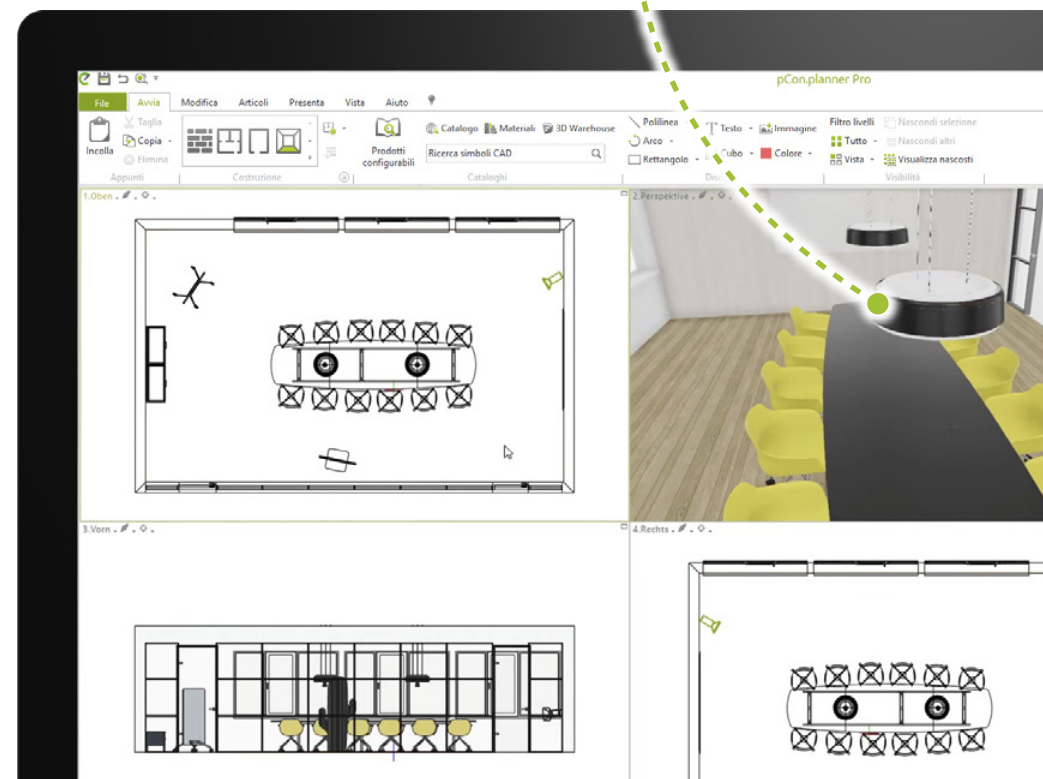 pCon.planner Pro
File Avvia Modifica Articoli Presenta Vista Aiuto
Incolla
Taglia
Copia
Elimina
Appunti
Costruzione
Prodotti
configurabili
Catalogo Materiali 3D Warehouse
Ricerca simboli CAD
Cataghi
Polilinea
Arco
Rettangolo
Testo Immagine
Cubo Colore
Filtro livelli Nascondi selezione
Tutto Nascondi altri
Vista Visualizza nascosti
Visibilità
1.Oben
2.Perspektive
3.Vorn
4.Rechts